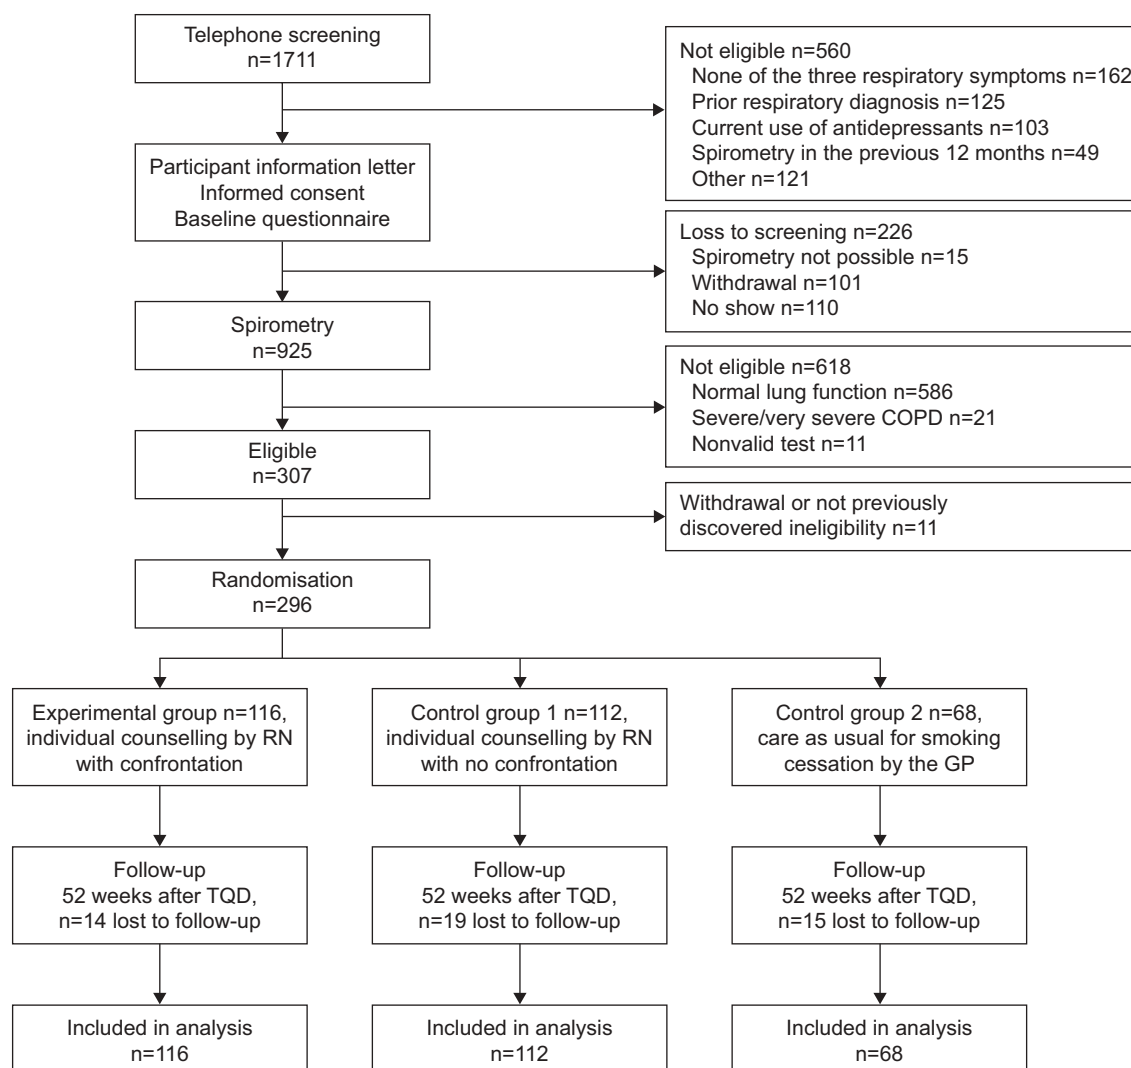 Telephone screening
n=1711
Not eligible n=560
None of the three respiratory symptoms n=162
Prior respiratory diagnosis n=125
Current use of antidepressants n=103
Spirometry in the previous 12 months n=49
Other n=121
Participant information letter
Informed consent
Baseline questionnaire
Loss to screening n=226
Spirometry not possible n=15
Withdrawal n=101
No show n=110
Spirometry
n=925
Not eligible n=618
Normal lung function n=586
Severe/very severe COPD n=21
Nonvalid test n=11
Eligible
n=307
Withdrawal or not previously
discovered ineligibility n=11
Randomisation
n=296
Experimental group n=116,
individual counselling by RN
with confrontation
Control group 1 n=112,
individual counselling by RN
with no confrontation
Control group 2 n=68,
care as usual for smoking
cessation by the GP
Follow-up
52 weeks after TQD,
n=14 lost to follow-up
Follow-up
52 weeks after TQD,
n=19 lost to follow-up
Follow-up
52 weeks after TQD,
n=15 lost to follow-up
Included in analysis
n=116
Included in analysis
n=112
Included in analysis
n=68